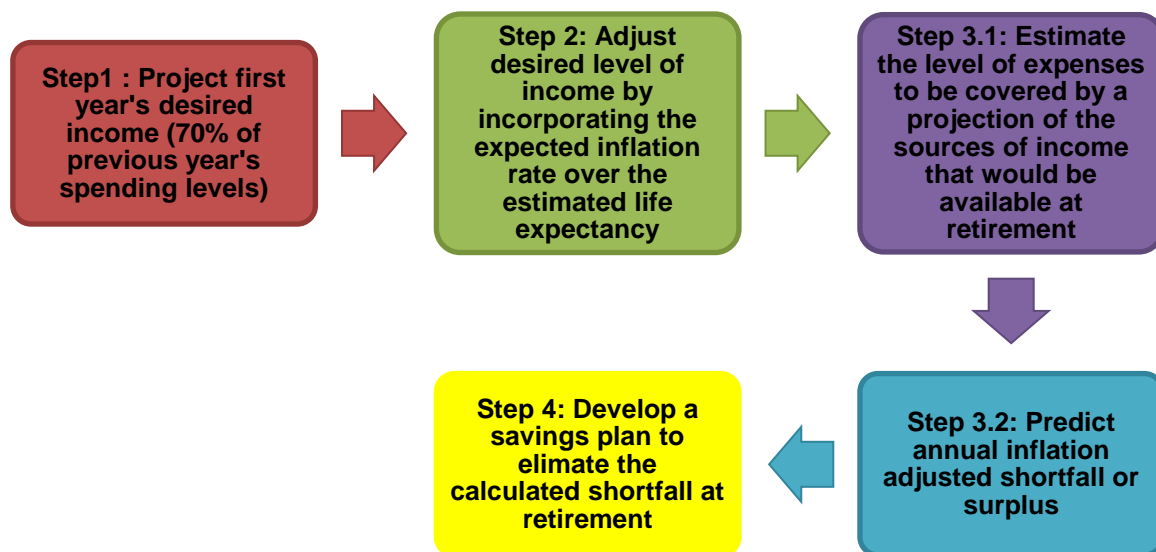 Step1 : Project first
year's desired
income (70% of
previous year's
spending levels)
Step 2: Adjust
desired level of
income by
incorporating the
expected inflation
rate over the
estimated life
expectancy
Step 3.1: Estimate
the level of expenses
to be covered by a
projection of the
sources of income
that would be
available at
retirement
Step 3.2: Predict
annual inflation
adjusted shortfall or
surplus
Step 4: Develop a
savings plan to
elimate the
calculated shortfall at
retirement